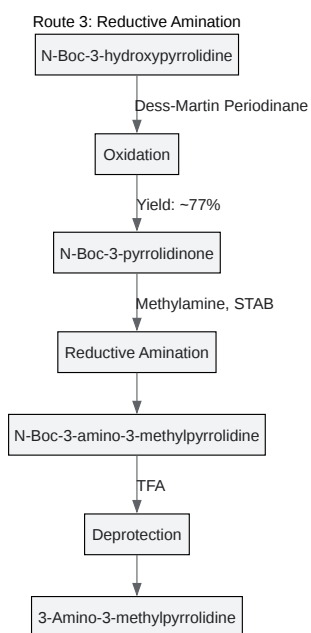 Route 3: Reductive Amination
N-Boc-3-hydroxypyrrolidine
Dess-Martin Periodinane
Oxidation
Yield: ~77%
N-Boc-3-pyrrolidinone
Methylamine, STAB
Reductive Amination
N-Boc-3-amino-3-methylpyrrolidine
TFA
Deprotection
3-Amino-3-methylpyrrolidine